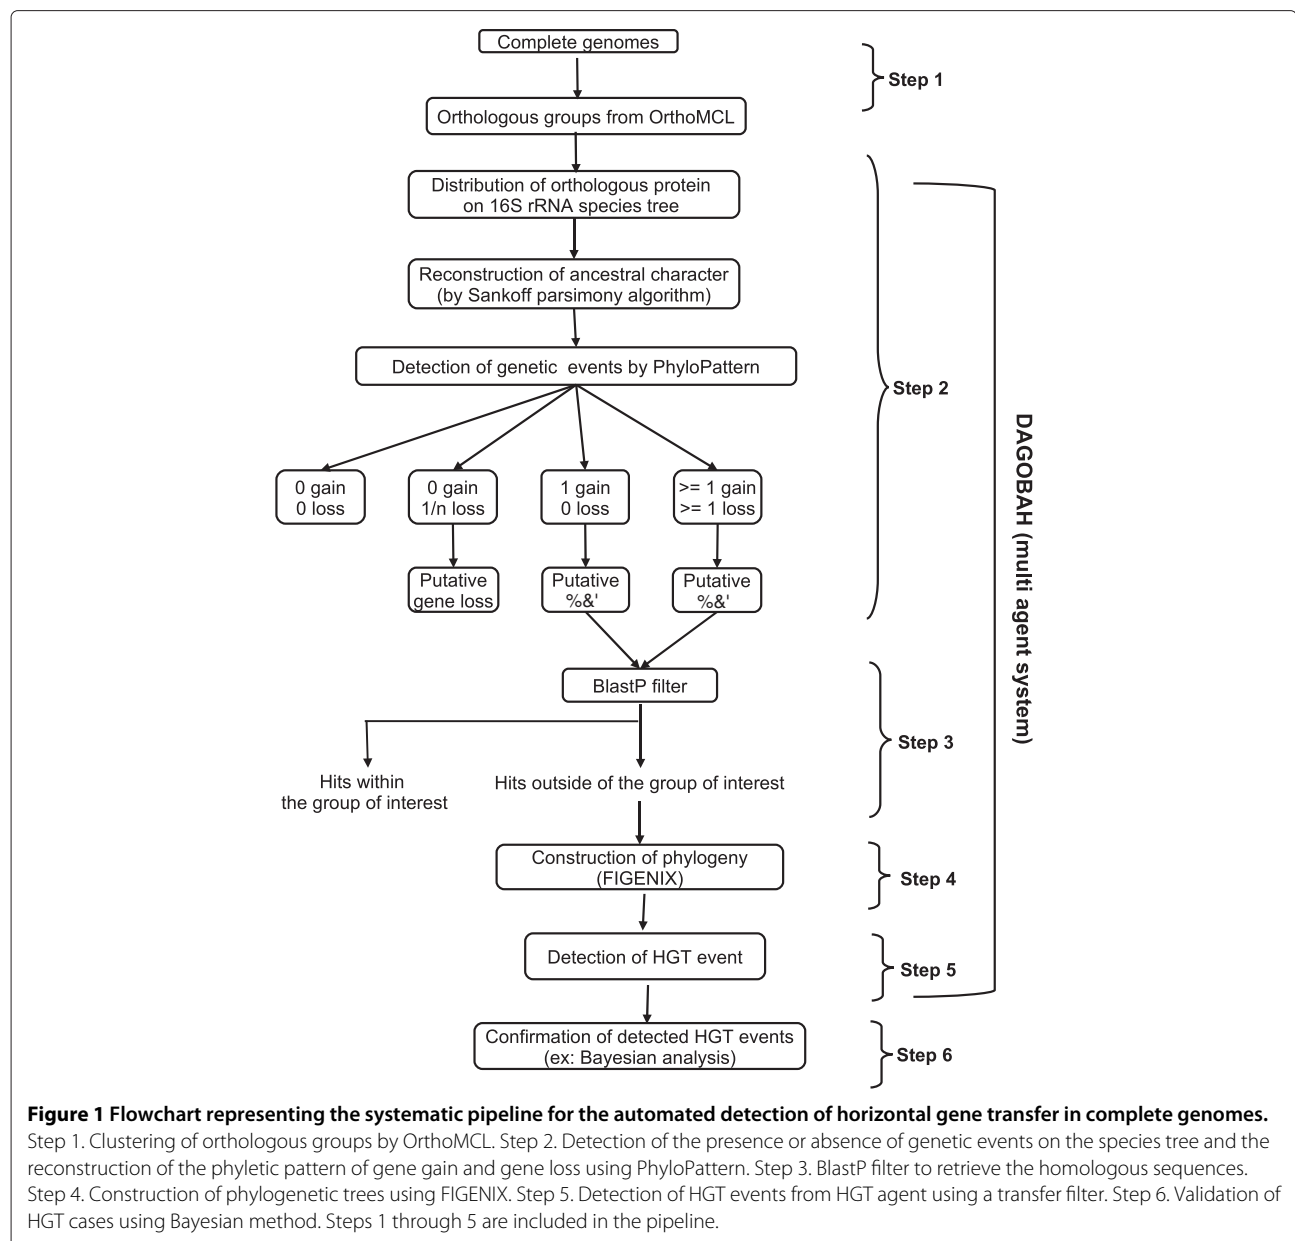 Complete genomes
Step 1
Orthologous groups from OrthoMCL
Distribution of orthologous protein
on 16S rRNA species tree
Reconstruction of ancestral character
(by Sankoff parsimony algorithm)
Detection of genetic events by PhyloPattern
Step 2
0 gain
0 loss
0 gain
1/n loss
1 gain
0 loss
>= 1 gain
>= 1 loss
Putative
gene loss
Putative
%&'
Putative
%&'
DAGOBAH (multi agent system)
BlastP filter
Step 3
Hits within
the group of interest
Hits outside of the group of interest
Construction of phylogeny
(FIGENIX)
Step 4
Detection of HGT event
Step 5
Confirmation of detected HGT events
(ex: Bayesian analysis)
Step 6
Figure 1 Flowchart representing the systematic pipeline for the automated detection of horizontal gene transfer in complete genomes.
Step 1. Clustering of orthologous groups by OrthoMCL. Step 2. Detection of the presence or absence of genetic events on the species tree and the
reconstruction of the phyletic pattern of gene gain and gene loss using PhyloPattern. Step 3. BlastP filter to retrieve the homologous sequences.
Step 4. Construction of phylogenetic trees using FIGENIX. Step 5. Detection of HGT events from HGT agent using a transfer filter. Step 6. Validation of
HGT cases using Bayesian method. Steps 1 through 5 are included in the pipeline.